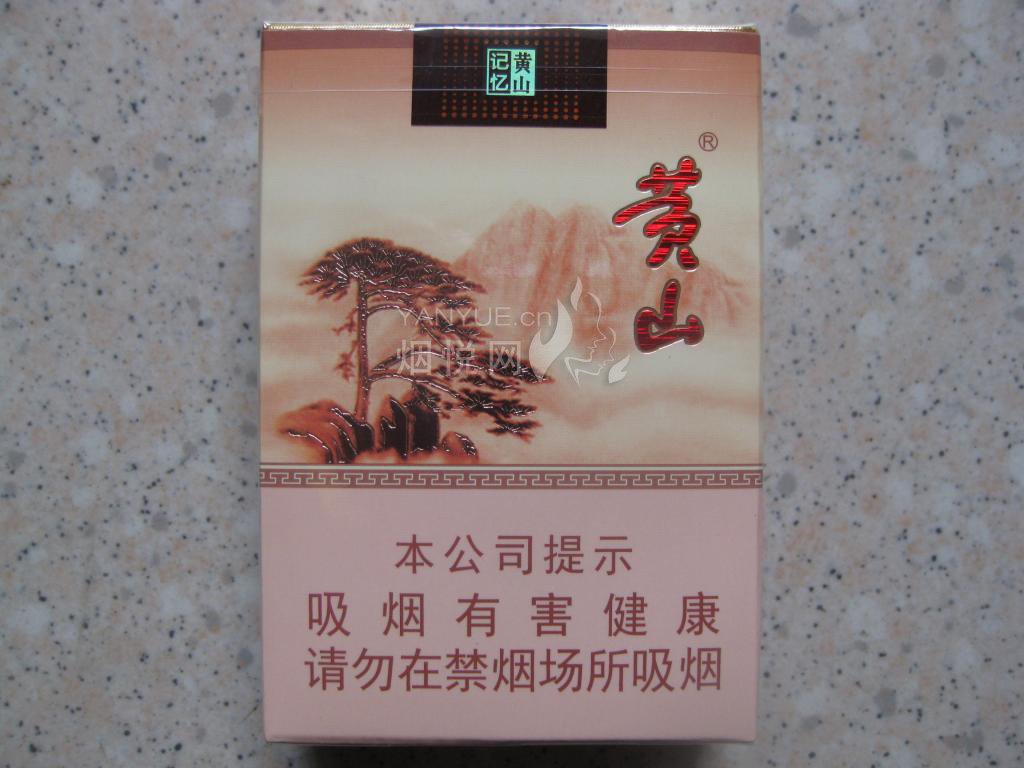 黄山
记忆
®
黄山
YANYUE.cn
烟悦网
本公司提示
吸烟有害健康
请勿在禁烟场所吸烟